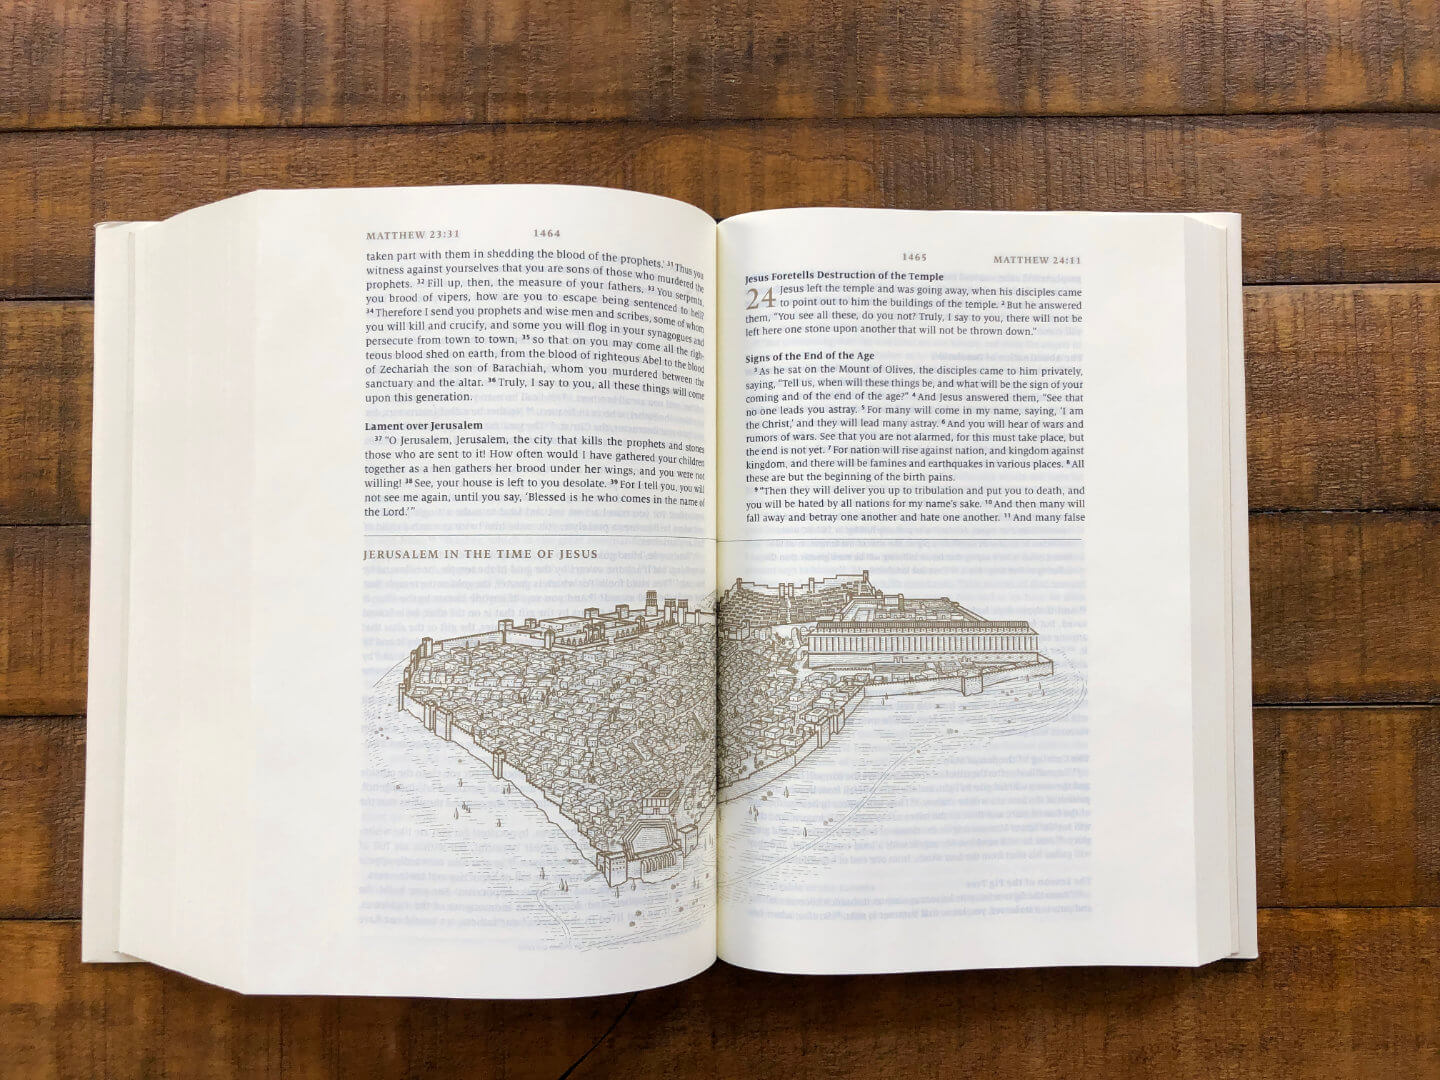 MATTHEW 23:31 1464
taken part with them in shedding the blood of the prophets.’ 31 Thus you
witness against yourselves that you are sons of those who murdered the
prophets. 32 Fill up, then, the measure of your fathers. 33 You serpents,
you brood of vipers, how are you to escape being sentenced to hell?
34 Therefore I send you prophets and wise men and scribes, some of whom
you will kill and crucify, and some you will flog in your synagogues and
persecute from town to town, 35 so that on you may come all the righ-
teous blood shed on earth, from the blood of righteous Abel to the blood
of Zechariah the son of Barachiah, whom you murdered between the
sanctuary and the altar. 36 Truly, I say to you, all these things will come
upon this generation.
Lament over Jerusalem
37 “O Jerusalem, Jerusalem, the city that kills the prophets and stones
those who are sent to it! How often would I have gathered your children
together as a hen gathers her brood under her wings, and you were not
willing! 38 See, your house is left to you desolate. 39 For I tell you, you will
not see me again, until you say, ‘Blessed is he who comes in the name of
the Lord.’”
JERUSALEM IN THE TIME OF JESUS
1465 MATTHEW 24:11
Jesus Foretells Destruction of the Temple
24 Jesus left the temple and was going away, when his disciples came
to point out to him the buildings of the temple. 2 But he answered
them, “You see all these, do you not? Truly, I say to you, there will not be
left here one stone upon another that will not be thrown down.”
Signs of the End of the Age
3 As he sat on the Mount of Olives, the disciples came to him privately,
saying, “Tell us, when will these things be, and what will be the sign of your
coming and of the end of the age?” 4 And Jesus answered them, “See that
no one leads you astray. 5 For many will come in my name, saying, ‘I am
the Christ,’ and they will lead many astray. 6 And you will hear of wars and
rumors of wars. See that you are not alarmed, for this must take place, but
the end is not yet. 7 For nation will rise against nation, and kingdom against
kingdom, and there will be famines and earthquakes in various places. 8 All
these are but the beginning of the birth pains.
9 “Then they will deliver you up to tribulation and put you to death, and
you will be hated by all nations for my name’s sake. 10 And then many will
fall away and betray one another and hate one another. 11 And many false